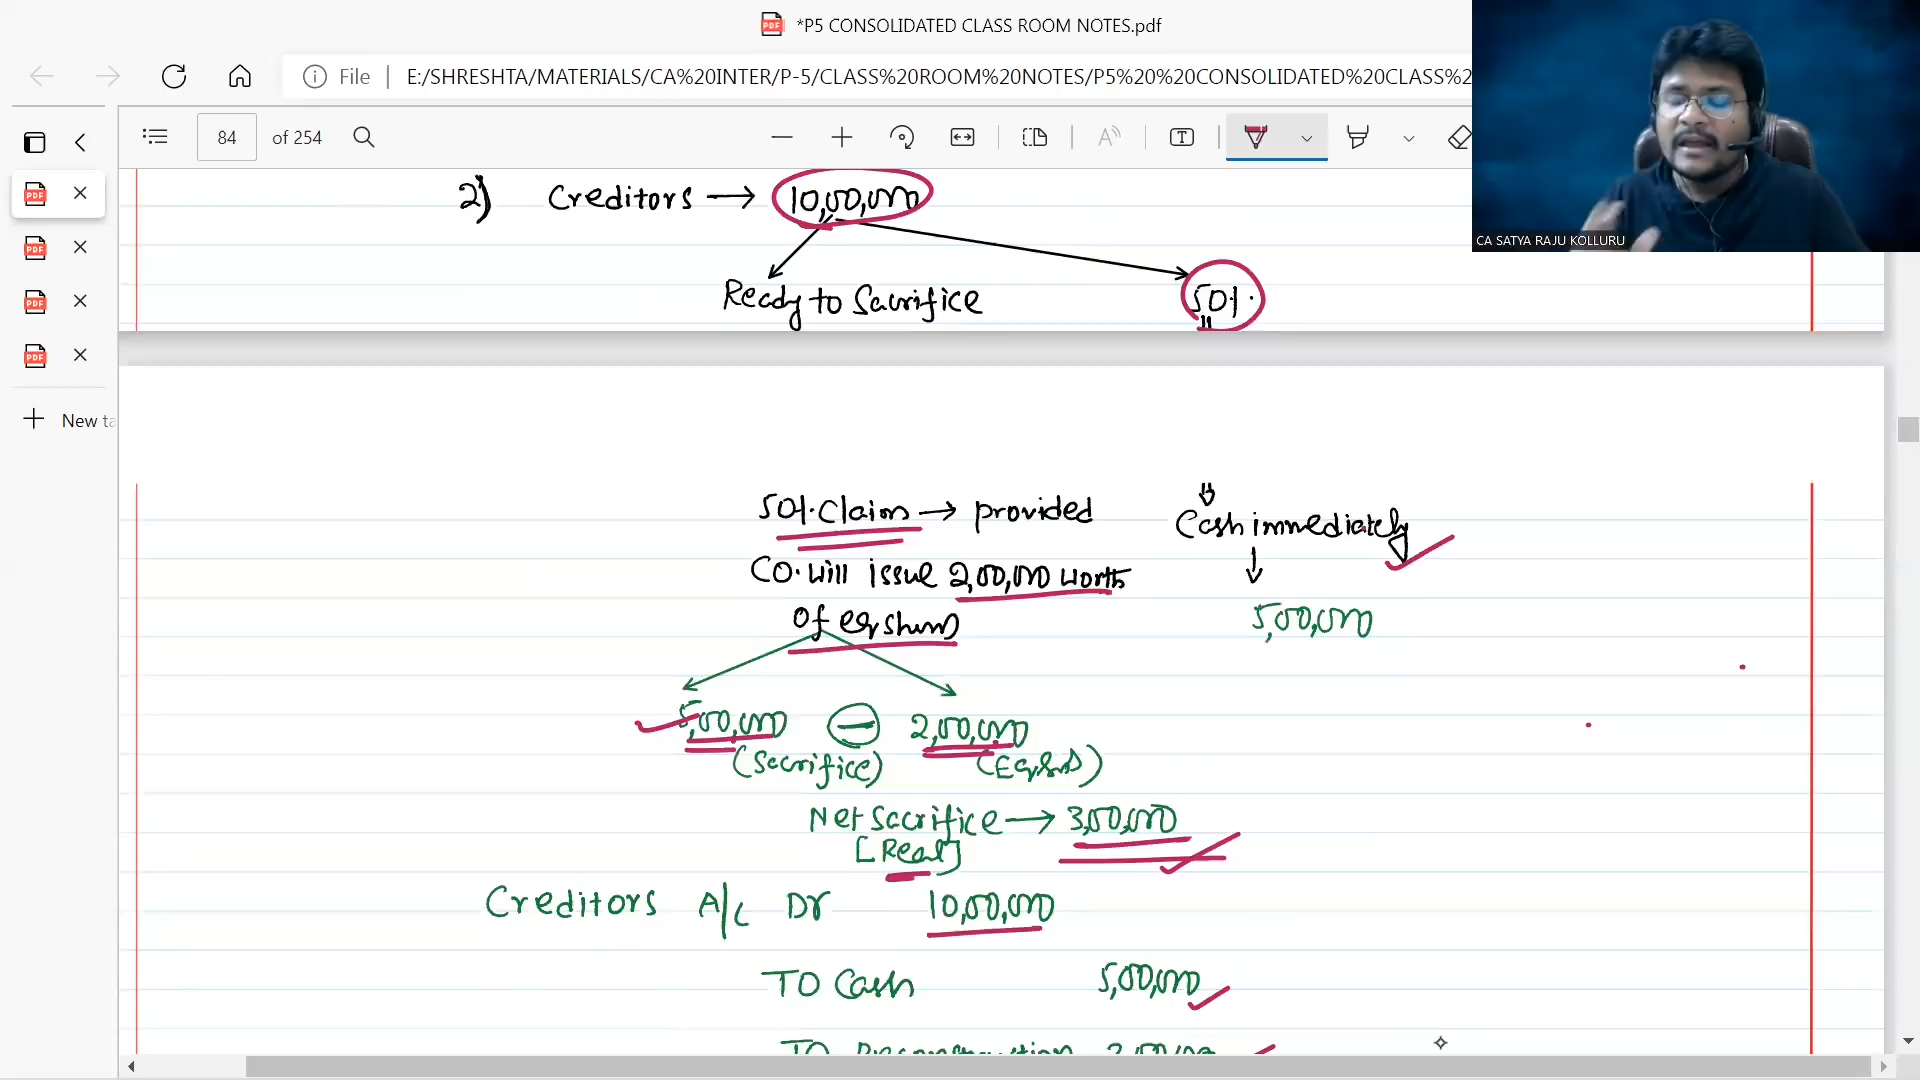 *P5 CONSOLIDATED CLASS ROOM NOTES.pdf
File E:/SHRESHTA/MATERIALS/CA%20INTER/P-5/CLASS%20ROOM%20NOTES/P5%20%20CONSOLIDATED%20CLASS%2
84 of 254
CA SATYA RAJU KOLLURU
2) Creditors → 10,00,000
Ready to Sacrifice 50%
New ta
50% Claim → provided
Cash immediately
CO. will issue 2,00,000 worth
of eq shares
5,00,000
5,00,000 - 2,00,000
(Sacrifice) (Eq shares)
Net sacrifice → 3,00,000
[Real]
Creditors A/c Dr 10,00,000
TO Cash 5,00,000
TO Reconstruction